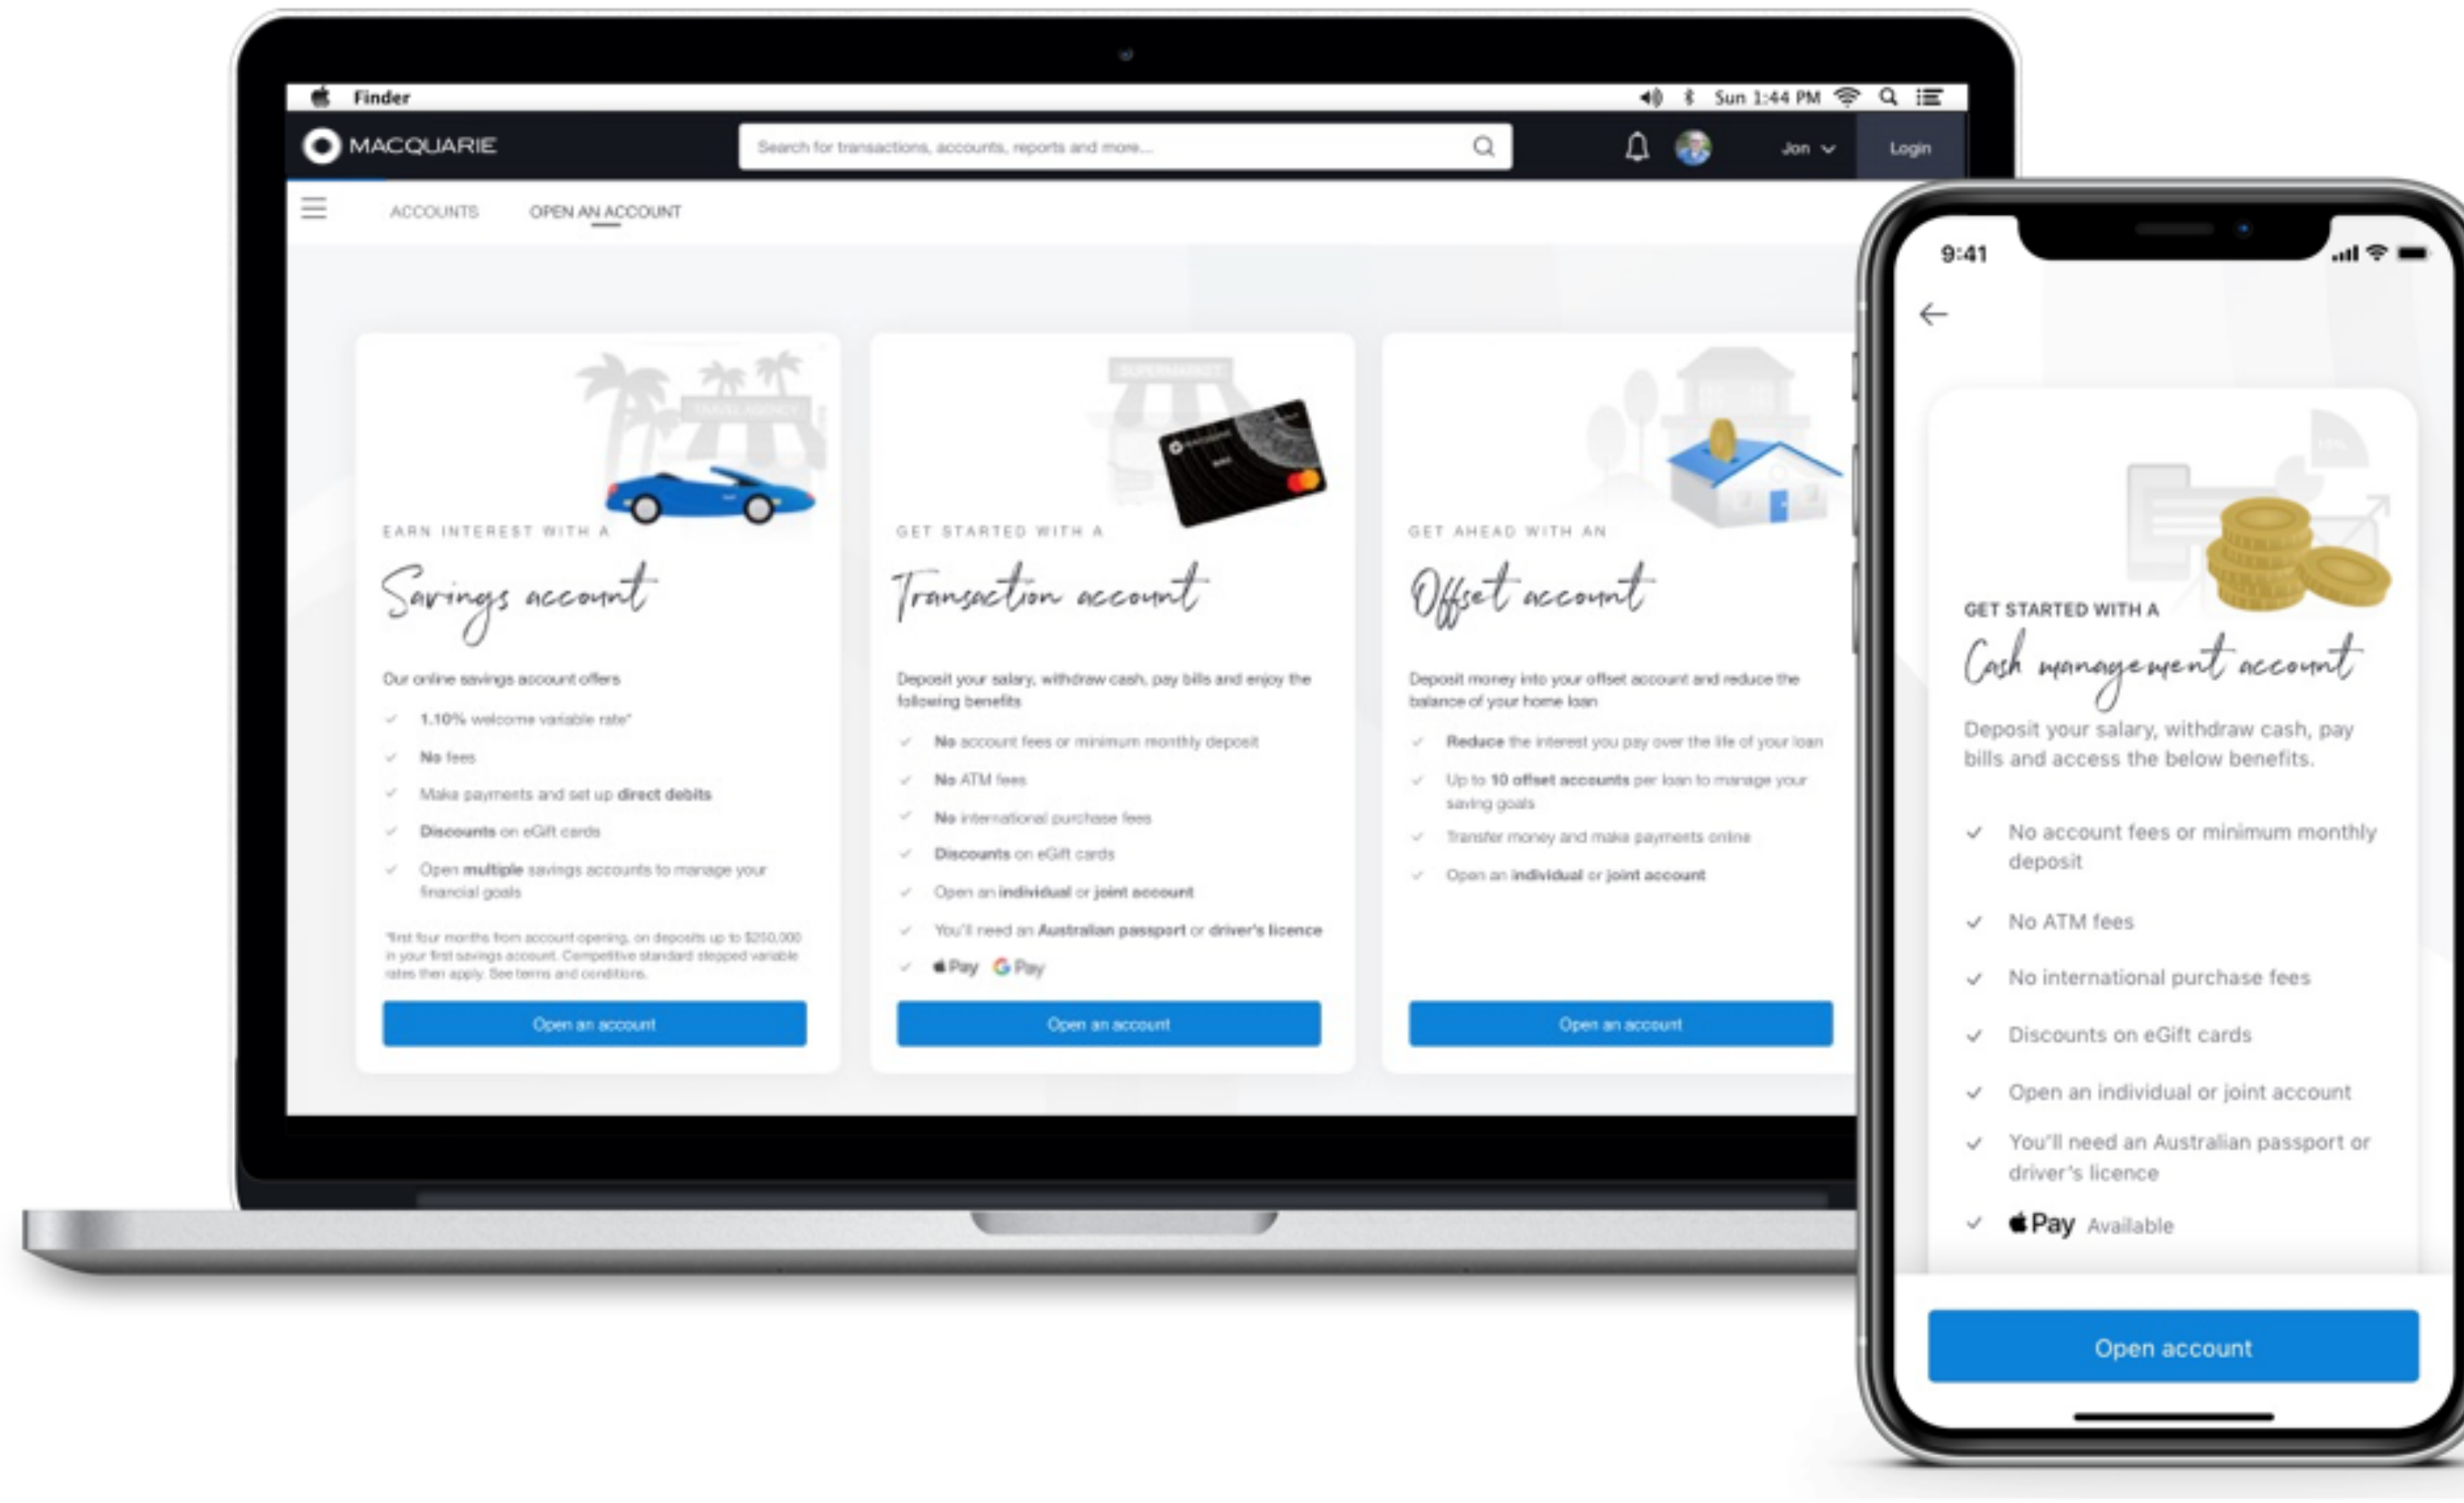 Finder
Sun 1:44 PM
MACQUARIE
Search for transactions, accounts, reports and more...
Jon
Login
ACCOUNTS
OPEN AN ACCOUNT
TRAVEL AGENCY
EARN INTEREST WITH A
Savings account
Our online savings account offers
1.10% welcome variable rate*
No fees
Make payments and set up direct debits
Discounts on eGift cards
Open multiple savings accounts to manage your
financial goals
*first four months from account opening, on deposits up to $250,000
in your first savings account. Competitive standard stepped variable
rates then apply. See terms and conditions.
Open an account
SUPERMARKET
MACQUARIE
GET STARTED WITH A
Transaction account
Deposit your salary, withdraw cash, pay bills and enjoy the
following benefits
No account fees or minimum monthly deposit
No ATM fees
No international purchase fees
Discounts on eGift cards
Open an individual or joint account
You'll need an Australian passport or driver's licence
Pay G Pay
Open an account
GET AHEAD WITH AN
Offset account
Deposit money into your offset account and reduce the
balance of your home loan
Reduce the interest you pay over the life of your loan
Up to 10 offset accounts per loan to manage your
saving goals
Transfer money and make payments online
Open an individual or joint account
Open an account
9:41
GET STARTED WITH A
Cash management account
Deposit your salary, withdraw cash, pay
bills and access the below benefits.
No account fees or minimum monthly
deposit
No ATM fees
No international purchase fees
Discounts on eGift cards
Open an individual or joint account
You'll need an Australian passport or
driver's licence
Pay Available
Open account